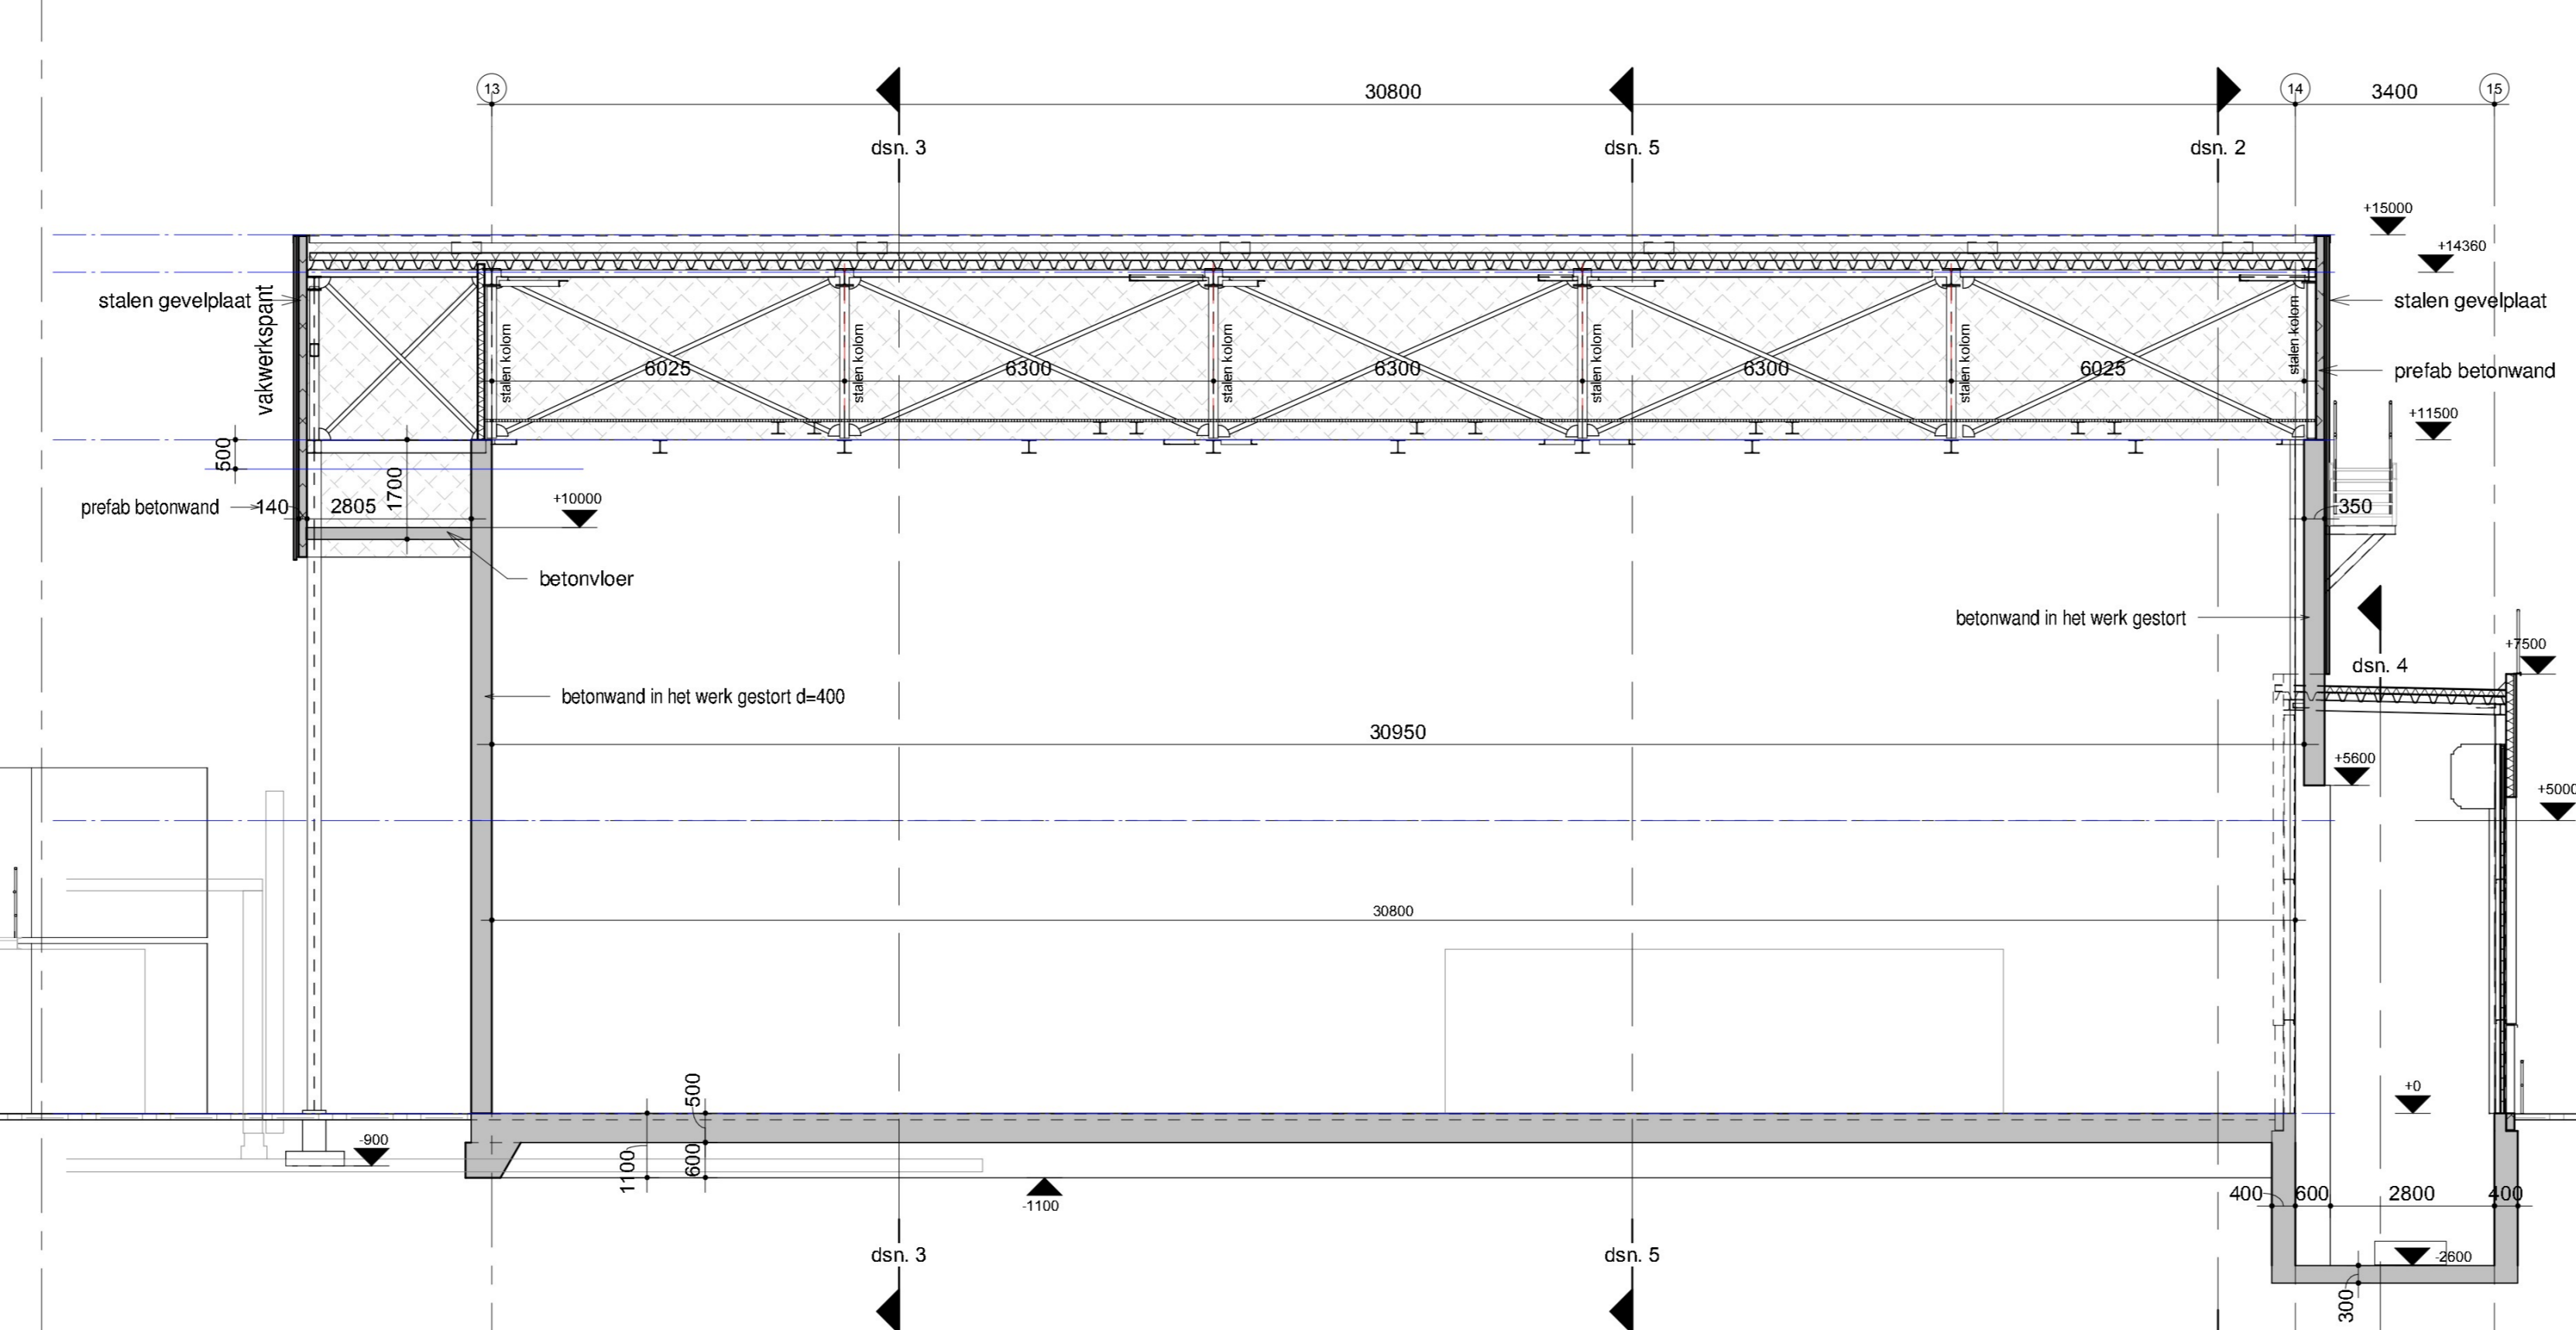 13
30800
14
3400
15
dsn. 3
dsn. 5
dsn. 2
+15000
+14360
stalen gevelplaat
vakwerkspant
stalen kolom
stalen kolom
stalen kolom
stalen kolom
stalen kolom
stalen kolom
stalen gevelplaat
6025
6300
6300
6300
6025
prefab betonwand
+11500
500
1700
prefab betonwand
140
2805
+10000
350
betonvloer
betonwand in het werk gestort
+7500
dsn. 4
betonwand in het werk gestort d=400
30950
+5600
+5000
30800
500
+0
-900
1100
600
-1100
400
600
2800
400
dsn. 3
dsn. 5
-2600
300